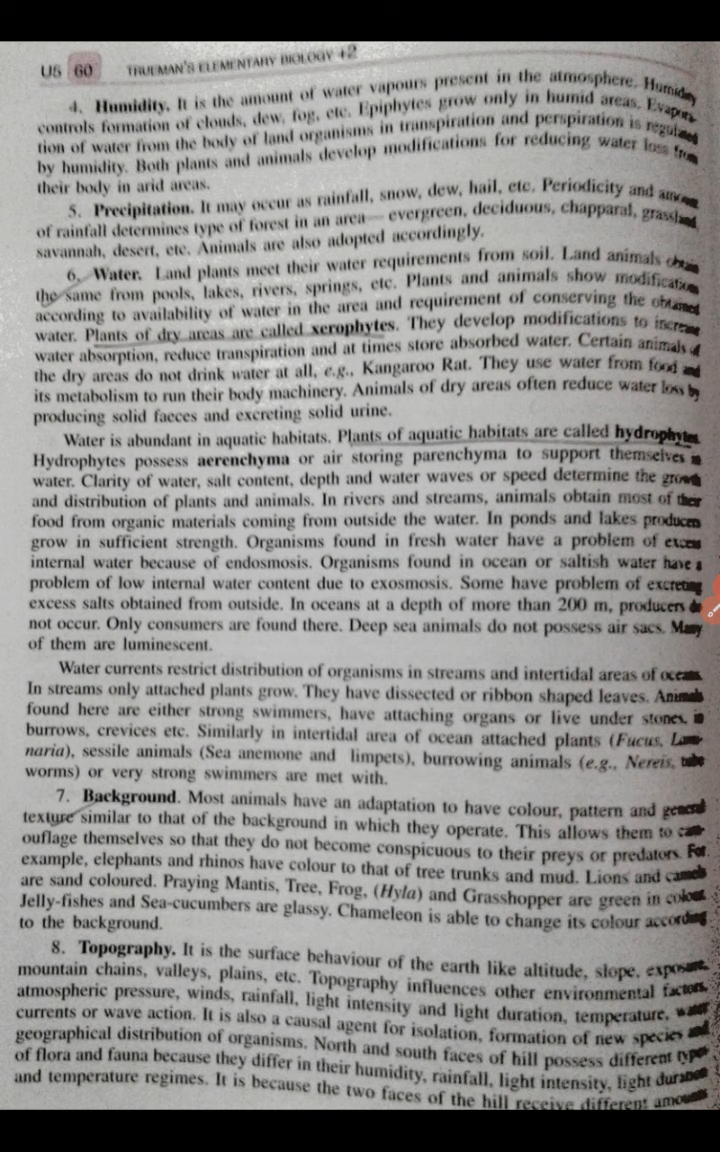 U5 60 TRUEMAN'S ELEMENTARY BIOLOGY +2
4. Humidity. It is the amount of water vapours present in the atmosphere. Humidity
controls formation of clouds, dew, fog, etc. Epiphytes grow only in humid areas. Evapora-
tion of water from the body of land organisms in transpiration and perspiration is regulated
by humidity. Both plants and animals develop modifications for reducing water loss from
their body in arid areas.
5. Precipitation. It may occur as rainfall, snow, dew, hail, etc. Periodicity and amount
of rainfall determines type of forest in an area— evergreen, deciduous, chapparal, grassland,
savannah, desert, etc. Animals are also adopted accordingly.
6. Water. Land plants meet their water requirements from soil. Land animals obtain
the same from pools, lakes, rivers, springs, etc. Plants and animals show modification
according to availability of water in the area and requirement of conserving the obtained
water. Plants of dry areas are called xerophytes. They develop modifications to increase
water absorption, reduce transpiration and at times store absorbed water. Certain animals of
the dry areas do not drink water at all, e.g., Kangaroo Rat. They use water from food and
its metabolism to run their body machinery. Animals of dry areas often reduce water loss by
producing solid faeces and excreting solid urine.
Water is abundant in aquatic habitats. Plants of aquatic habitats are called hydrophytes.
Hydrophytes possess aerenchyma or air storing parenchyma to support themselves in
water. Clarity of water, salt content, depth and water waves or speed determine the growth
and distribution of plants and animals. In rivers and streams, animals obtain most of their
food from organic materials coming from outside the water. In ponds and lakes producers
grow in sufficient strength. Organisms found in fresh water have a problem of excess
internal water because of endosmosis. Organisms found in ocean or saltish water have a
problem of low internal water content due to exosmosis. Some have problem of excreting
excess salts obtained from outside. In oceans at a depth of more than 200 m, producers do
not occur. Only consumers are found there. Deep sea animals do not possess air sacs. Many
of them are luminescent.
Water currents restrict distribution of organisms in streams and intertidal areas of oceans.
In streams only attached plants grow. They have dissected or ribbon shaped leaves. Animals
found here are either strong swimmers, have attaching organs or live under stones, in
burrows, crevices etc. Similarly in intertidal area of ocean attached plants (Fucus, Lami-
naria), sessile animals (Sea anemone and limpets), burrowing animals (e.g., Nereis, tube
worms) or very strong swimmers are met with.
7. Background. Most animals have an adaptation to have colour, pattern and general
texture similar to that of the background in which they operate. This allows them to cam-
ouflage themselves so that they do not become conspicuous to their preys or predators. For
example, elephants and rhinos have colour to that of tree trunks and mud. Lions and camels
are sand coloured. Praying Mantis, Tree, Frog, (Hyla) and Grasshopper are green in colour.
Jelly-fishes and Sea-cucumbers are glassy. Chameleon is able to change its colour according
to the background.
8. Topography. It is the surface behaviour of the earth like altitude, slope, exposure,
mountain chains, valleys, plains, etc. Topography influences other environmental factors,
atmospheric pressure, winds, rainfall, light intensity and light duration, temperature, water
currents or wave action. It is also a causal agent for isolation, formation of new species and
geographical distribution of organisms. North and south faces of hill possess different types
of flora and fauna because they differ in their humidity, rainfall, light intensity, light duration
and temperature regimes. It is because the two faces of the hill receive different amounts